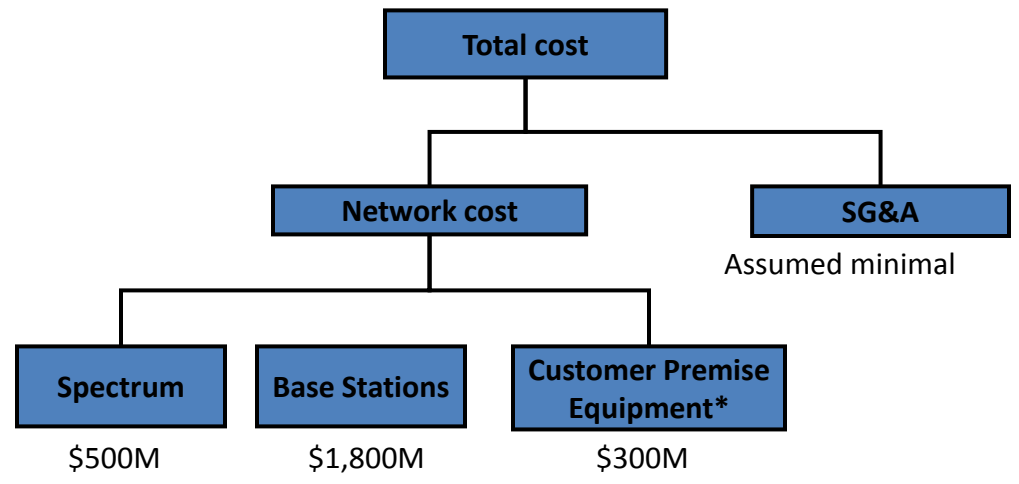 Total cost
Network cost
SG&A
Assumed minimal
Spectrum
Base Stations
Customer Premise
Equipment*
$500M
$1,800M
$300M